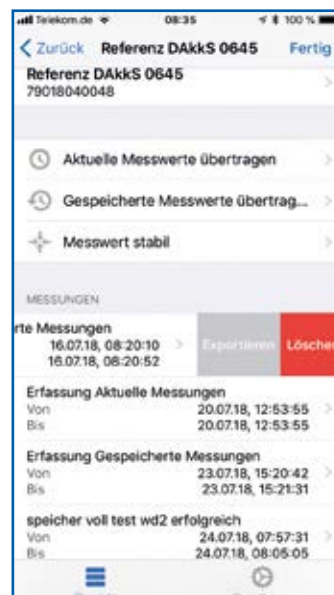 Telekom.de 08:35 100 %
Zurück Referenz DAkkS 0645 Fertig
Referenz DAkkS 0645
79018040048
Aktuelle Messwerte übertragen
Gespeicherte Messwerte übertrag...
Messwert stabil
MESSUNGEN
rte Messungen
16.07.18, 08:20:10
16.07.18, 08:20:52
Exportieren Löschen
Erfassung Aktuelle Messungen
Von 20.07.18, 12:53:55
Bis 20.07.18, 12:53:55
Erfassung Gespeicherte Messungen
Von 23.07.18, 15:20:42
Bis 23.07.18, 15:21:31
speicher voll test wd2 erfolgreich
Von 24.07.18, 07:57:31
Bis 24.07.18, 08:05:05